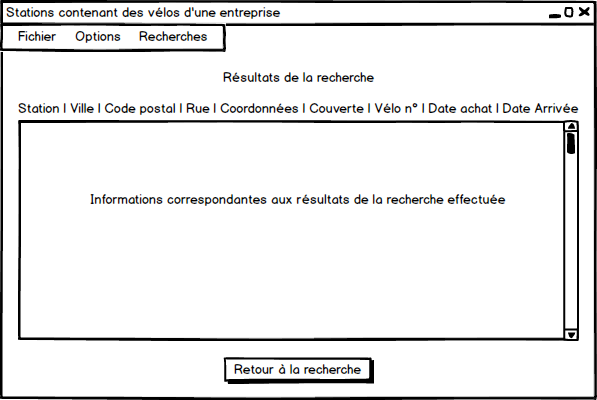 Stations contenant des vélos d'une entreprise
Fichier Options Recherches
Résultats de la recherche
Station | Ville | Code postal | Rue | Coordonnées | Couverte | Vélo n° | Date achat | Date Arrivée
Informations correspondantes aux résultats de la recherche effectuée
Retour à la recherche